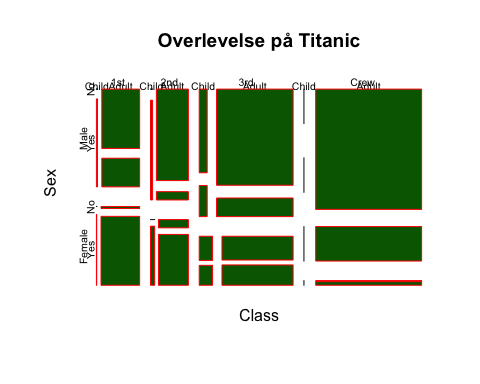 Overlevelse på Titanic
1st 2nd 3rd Crew
Child Adult Child Adult Child Adult Child Adult
Sex
Male
No
Yes
Female
No
Yes
Class